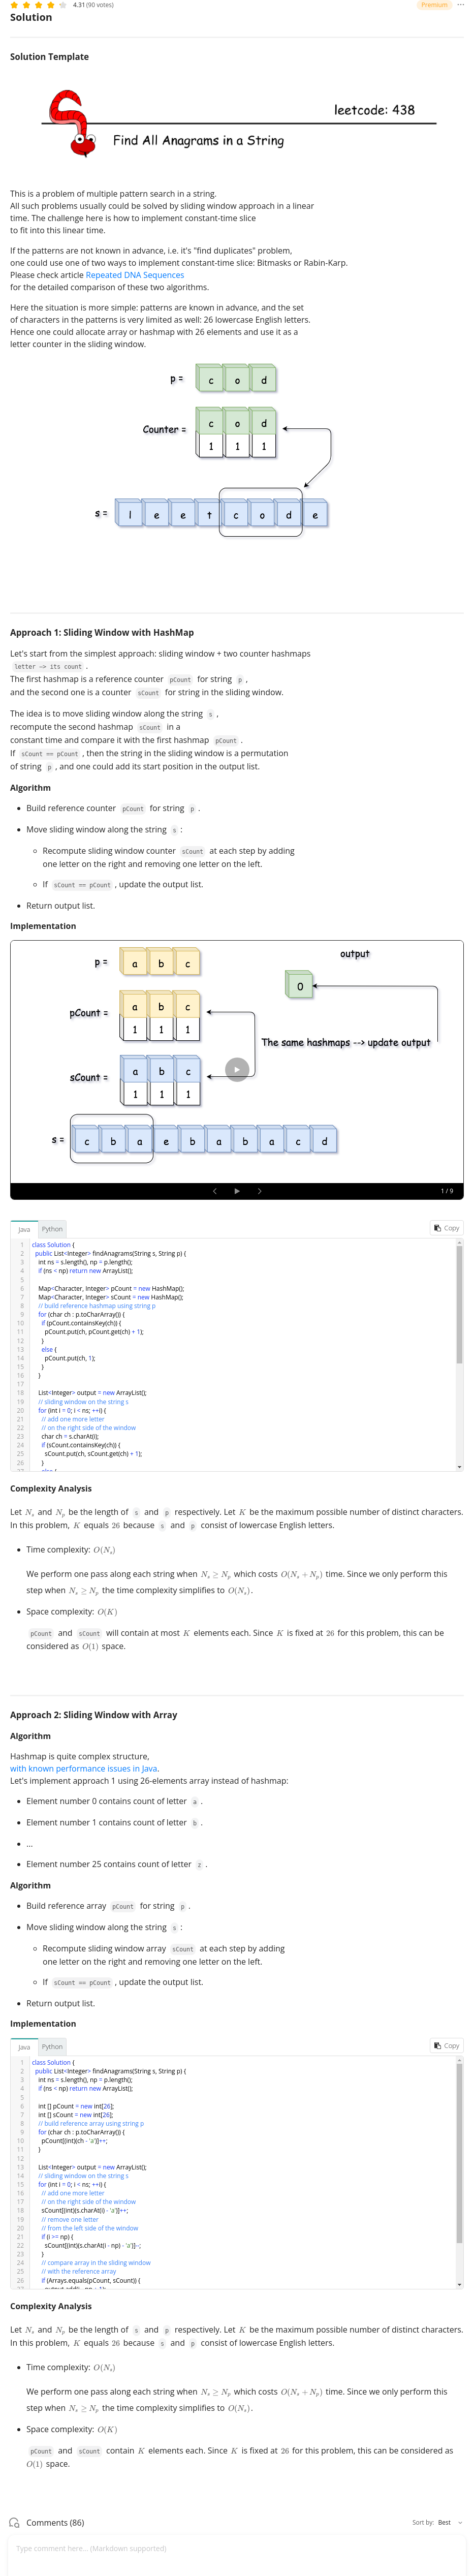 4.31 (90 votes)
Premium
Solution
Solution Template
leetcode: 438
Find All Anagrams in a String
This is a problem of multiple pattern search in a string.
All such problems usually could be solved by sliding window approach in a linear
time. The challenge here is how to implement constant-time slice
to fit into this linear time.
If the patterns are not known in advance, i.e. it's "find duplicates" problem,
one could use one of two ways to implement constant-time slice: Bitmasks or Rabin-Karp.
Please check article Repeated DNA Sequences
for the detailed comparison of these two algorithms.
Here the situation is more simple: patterns are known in advance, and the set
of characters in the patterns is very limited as well: 26 lowercase English letters.
Hence one could allocate array or hashmap with 26 elements and use it as a
letter counter in the sliding window.
p = c o d
Counter = c o d
1 1 1
s = l e e t c o d e
Approach 1: Sliding Window with HashMap
Let's start from the simplest approach: sliding window + two counter hashmaps
letter -> its count .
The first hashmap is a reference counter pCount for string p ,
and the second one is a counter sCount for string in the sliding window.
The idea is to move sliding window along the string s ,
recompute the second hashmap sCount in a
constant time and compare it with the first hashmap pCount .
If sCount == pCount , then the string in the sliding window is a permutation
of string p , and one could add its start position in the output list.
Algorithm
• Build reference counter pCount for string p .
• Move sliding window along the string s :
◦ Recompute sliding window counter sCount at each step by adding
one letter on the right and removing one letter on the left.
◦ If sCount == pCount , update the output list.
• Return output list.
Implementation
p = a b c
output
0
pCount = a b c
1 1 1
The same hashmaps --> update output
sCount = a b c
1 1 1
s = c b a e b a b a c d
1 / 9
Java Python
Copy
1 class Solution {
2 public List<Integer> findAnagrams(String s, String p) {
3 int ns = s.length(), np = p.length();
4 if (ns < np) return new ArrayList();
5
6 Map<Character, Integer> pCount = new HashMap();
7 Map<Character, Integer> sCount = new HashMap();
8 // build reference hashmap using string p
9 for (char ch : p.toCharArray()) {
10 if (pCount.containsKey(ch)) {
11 pCount.put(ch, pCount.get(ch) + 1);
12 }
13 else {
14 pCount.put(ch, 1);
15 }
16 }
17
18 List<Integer> output = new ArrayList();
19 // sliding window on the string s
20 for (int i = 0; i < ns; ++i) {
21 // add one more letter
22 // on the right side of the window
23 char ch = s.charAt(i);
24 if (sCount.containsKey(ch)) {
25 sCount.put(ch, sCount.get(ch) + 1);
26 }
27 else {
Complexity Analysis
Let Nₛ and Nₚ be the length of s and p respectively. Let K be the maximum possible number of distinct characters.
In this problem, K equals 26 because s and p consist of lowercase English letters.
• Time complexity: O(Nₛ)
We perform one pass along each string when Nₛ ≥ Nₚ which costs O(Nₛ + Nₚ) time. Since we only perform this
step when Nₛ ≥ Nₚ the time complexity simplifies to O(Nₛ).
• Space complexity: O(K)
pCount and sCount will contain at most K elements each. Since K is fixed at 26 for this problem, this can be
considered as O(1) space.
Approach 2: Sliding Window with Array
Algorithm
Hashmap is quite complex structure,
with known performance issues in Java.
Let's implement approach 1 using 26-elements array instead of hashmap:
• Element number 0 contains count of letter a .
• Element number 1 contains count of letter b .
• ...
• Element number 25 contains count of letter z .
Algorithm
• Build reference array pCount for string p .
• Move sliding window along the string s :
◦ Recompute sliding window array sCount at each step by adding
one letter on the right and removing one letter on the left.
◦ If sCount == pCount , update the output list.
• Return output list.
Implementation
Java Python
Copy
1 class Solution {
2 public List<Integer> findAnagrams(String s, String p) {
3 int ns = s.length(), np = p.length();
4 if (ns < np) return new ArrayList();
5
6 int [] pCount = new int[26];
7 int [] sCount = new int[26];
8 // build reference array using string p
9 for (char ch : p.toCharArray()) {
10 pCount[(int)(ch - 'a')]++;
11 }
12
13 List<Integer> output = new ArrayList();
14 // sliding window on the string s
15 for (int i = 0; i < ns; ++i) {
16 // add one more letter
17 // on the right side of the window
18 sCount[(int)(s.charAt(i) - 'a')]++;
19 // remove one letter
20 // from the left side of the window
21 if (i >= np) {
22 sCount[(int)(s.charAt(i - np) - 'a')]--;
23 }
24 // compare array in the sliding window
25 // with the reference array
26 if (Arrays.equals(pCount, sCount)) {
27 output.add(i - np + 1);
Complexity Analysis
Let Nₛ and Nₚ be the length of s and p respectively. Let K be the maximum possible number of distinct characters.
In this problem, K equals 26 because s and p consist of lowercase English letters.
• Time complexity: O(Nₛ)
We perform one pass along each string when Nₛ ≥ Nₚ which costs O(Nₛ + Nₚ) time. Since we only perform this
step when Nₛ ≥ Nₚ the time complexity simplifies to O(Nₛ).
• Space complexity: O(K)
pCount and sCount contain K elements each. Since K is fixed at 26 for this problem, this can be considered as
O(1) space.
Comments (86)
Sort by: Best
Type comment here... (Markdown supported)